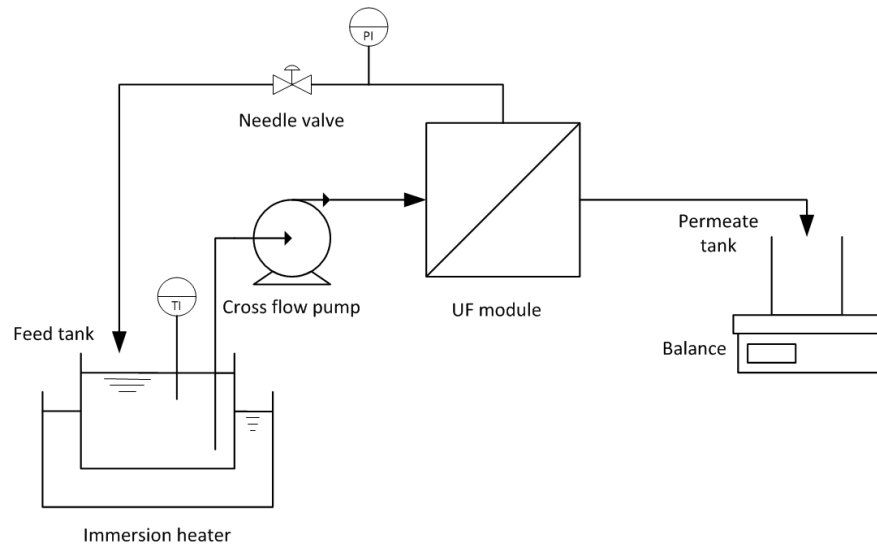 PI
Needle valve
Permeate
tank
TI
Cross flow pump
UF module
Feed tank
Balance
Immersion heater